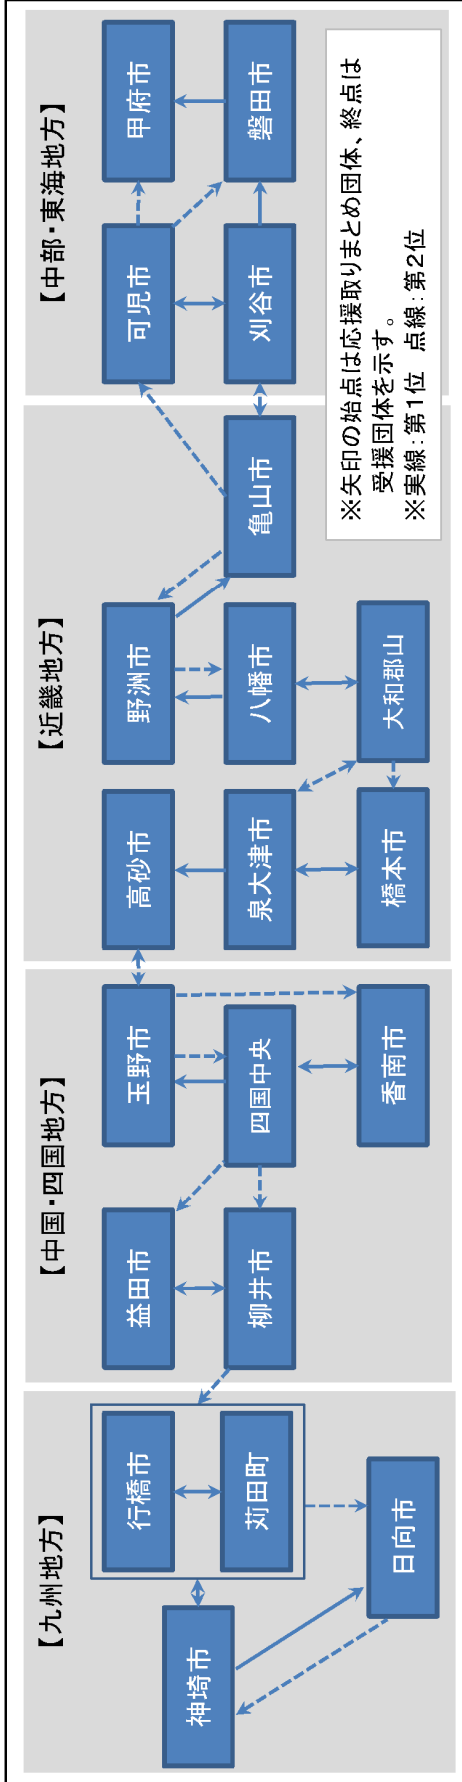 【九州地方】
行橋市
苅田町
神埼市
日向市
【中国・四国地方】
益田市
柳井市
玉野市
四国中央
香南市
【近畿地方】
高砂市
泉大津市
橋本市
野洲市
八幡市
大和郡山
亀山市
【中部・東海地方】
可児市
刈谷市
甲府市
磐田市
※矢印の始点は応援取りまとめ団体、終点は
受援団体を示す。
※実線:第1位 点線:第2位